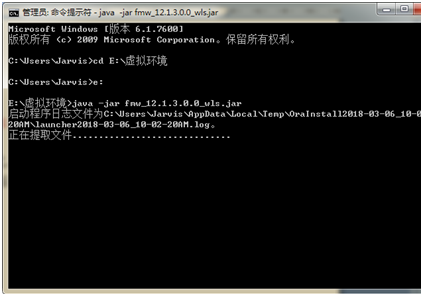 管理员: 命令提示符 - java -jar fmw_12.1.3.0.0_wls.jar
Microsoft Windows [版本 6.1.7600]
版权所有 (c) 2009 Microsoft Corporation。保留所有权利。
C:\Users\Jarvis>cd E:\虚拟环境
C:\Users\Jarvis>e:
E:\虚拟环境>java -jar fmw_12.1.3.0.0_wls.jar
启动程序日志文件为C:\Users\Jarvis\AppData\Local\Temp\OraInstall2018-03-06_10-0
20AM\launcher2018-03-06_10-02-20AM.log。
正在提取文件............................